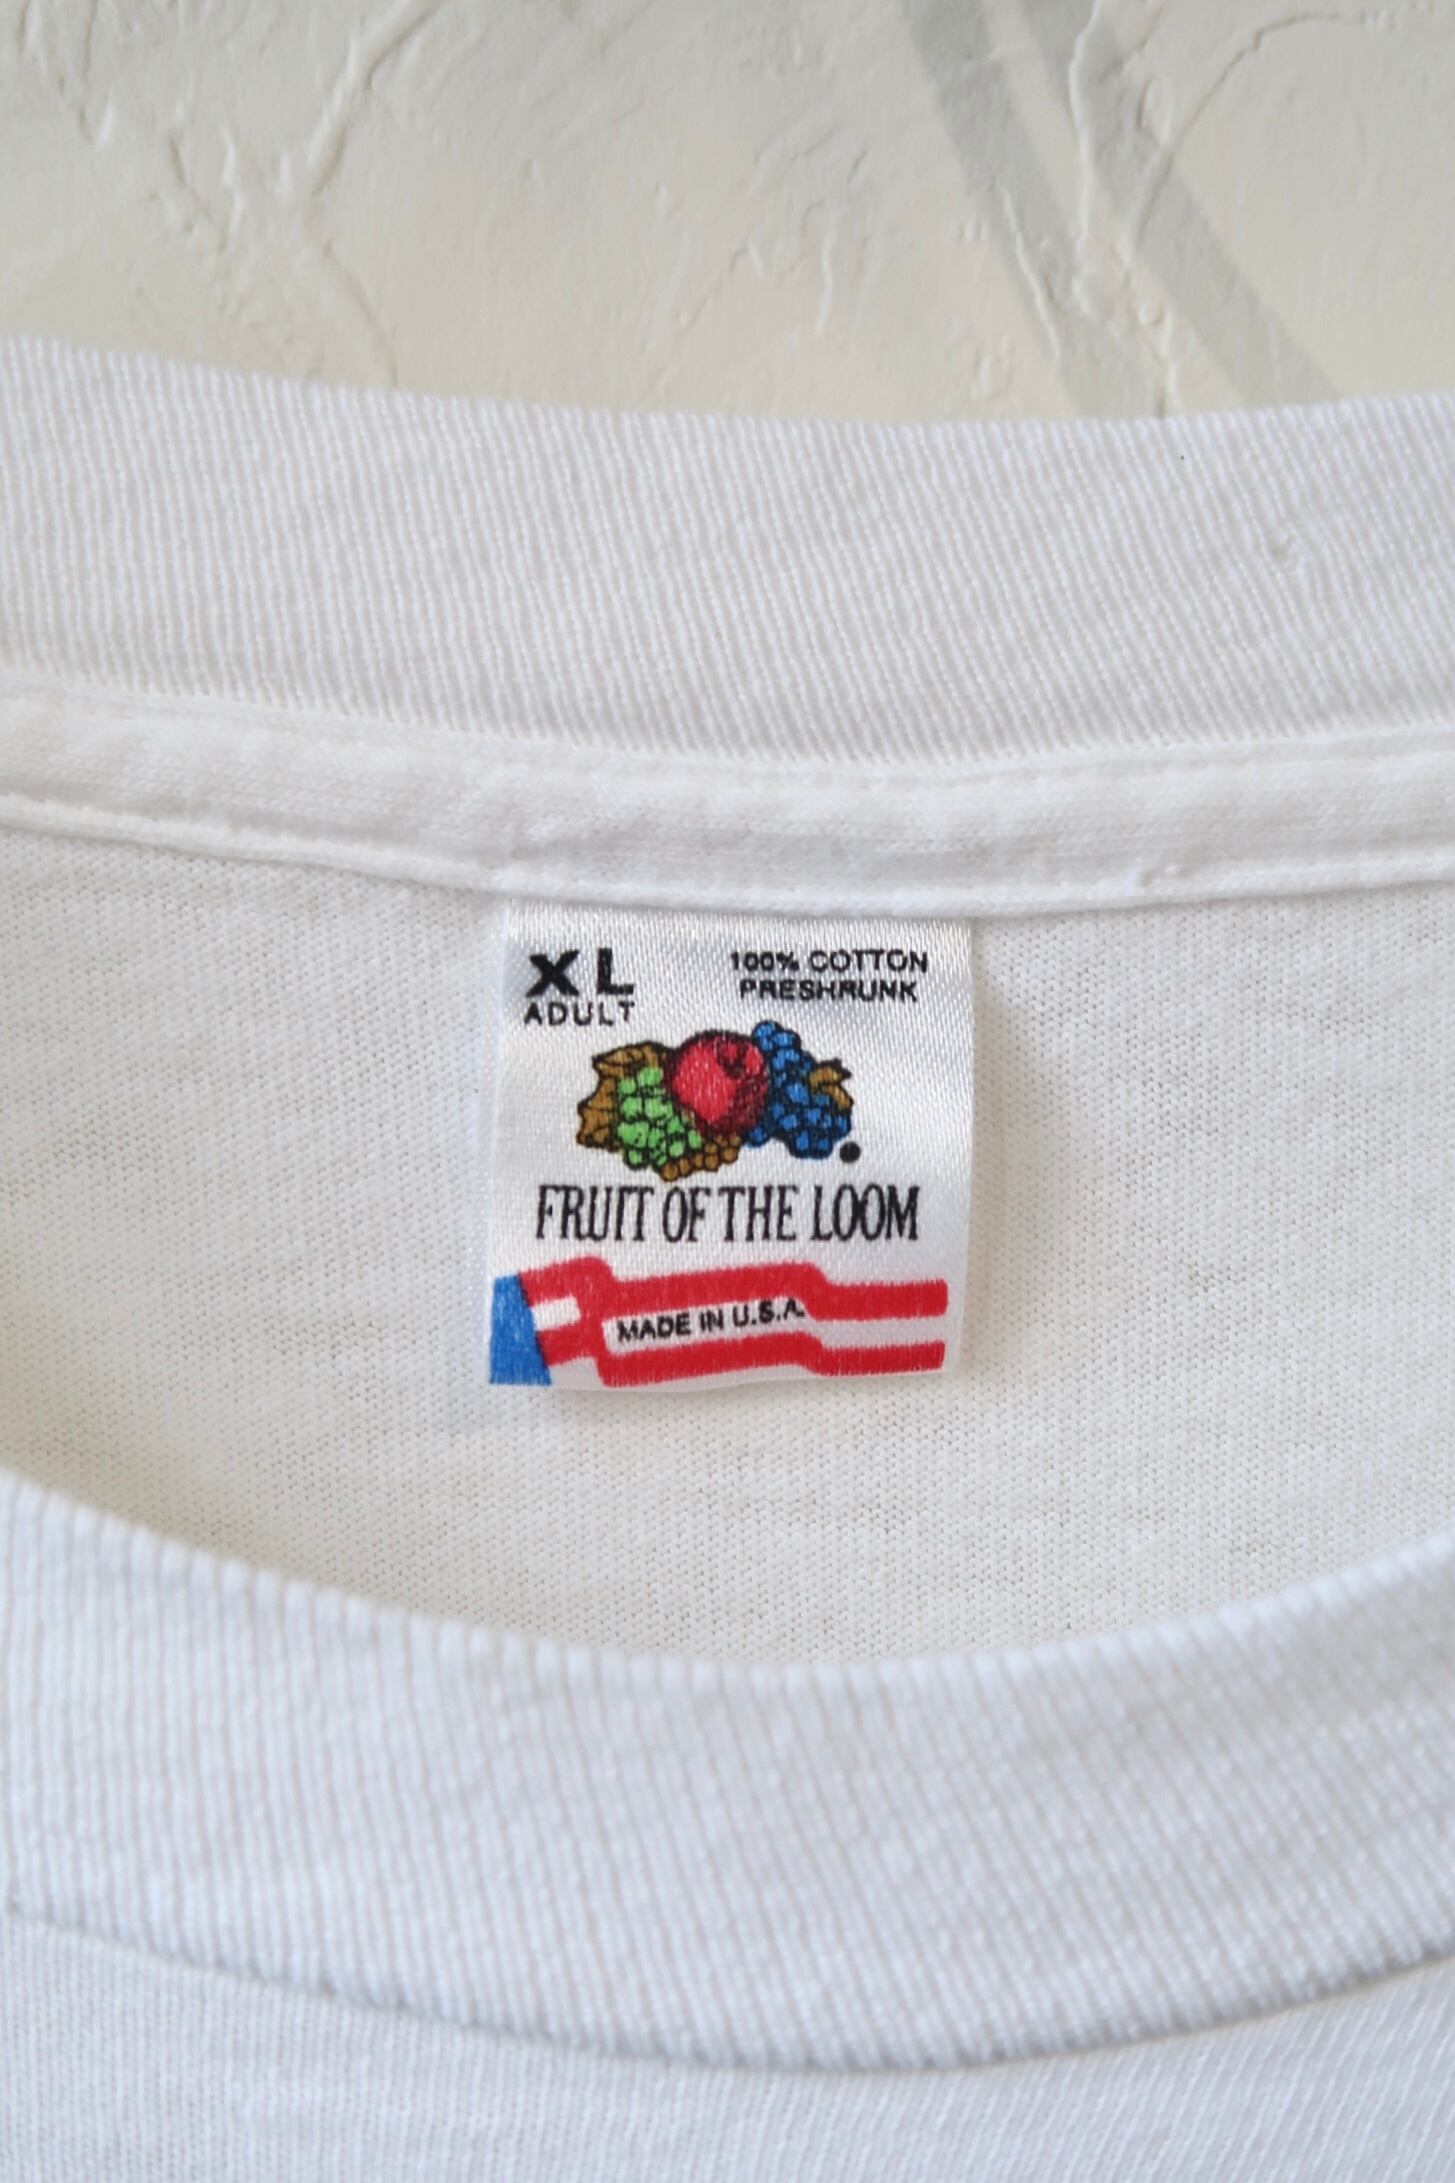 XL
ADULT
100% COTTON
PRESHRUNK
FRUIT OF THE LOOM
MADE IN U.S.A.